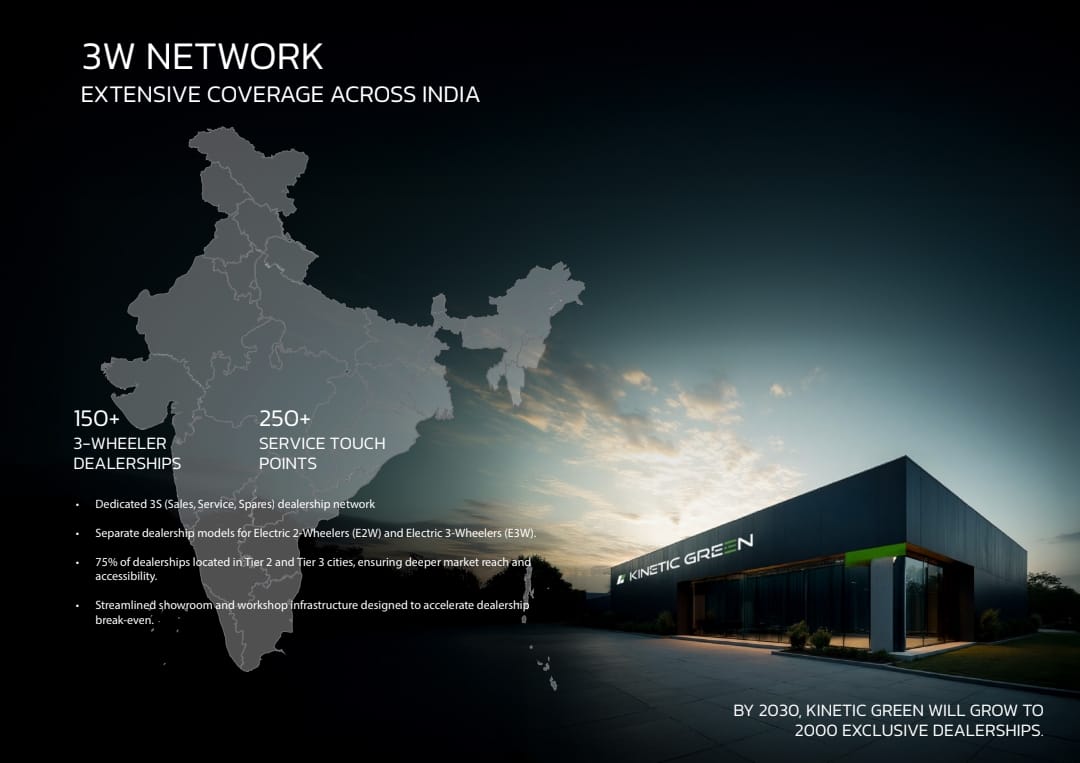 3W NETWORK
EXTENSIVE COVERAGE ACROSS INDIA
150+
3-WHEELER
DEALERSHIPS
250+
SERVICE TOUCH
POINTS
• Dedicated 3S (Sales, Service, Spares) dealership network
• Separate dealership models for Electric 2-Wheelers (E2W) and Electric 3-Wheelers (E3W).
• 75% of dealerships located in Tier 2 and Tier 3 cities, ensuring deeper market reach and
accessibility.
• Streamlined showroom and workshop infrastructure designed to accelerate dealership
break-even.
KINETIC GREEN
BY 2030, KINETIC GREEN WILL GROW TO
2000 EXCLUSIVE DEALERSHIPS.